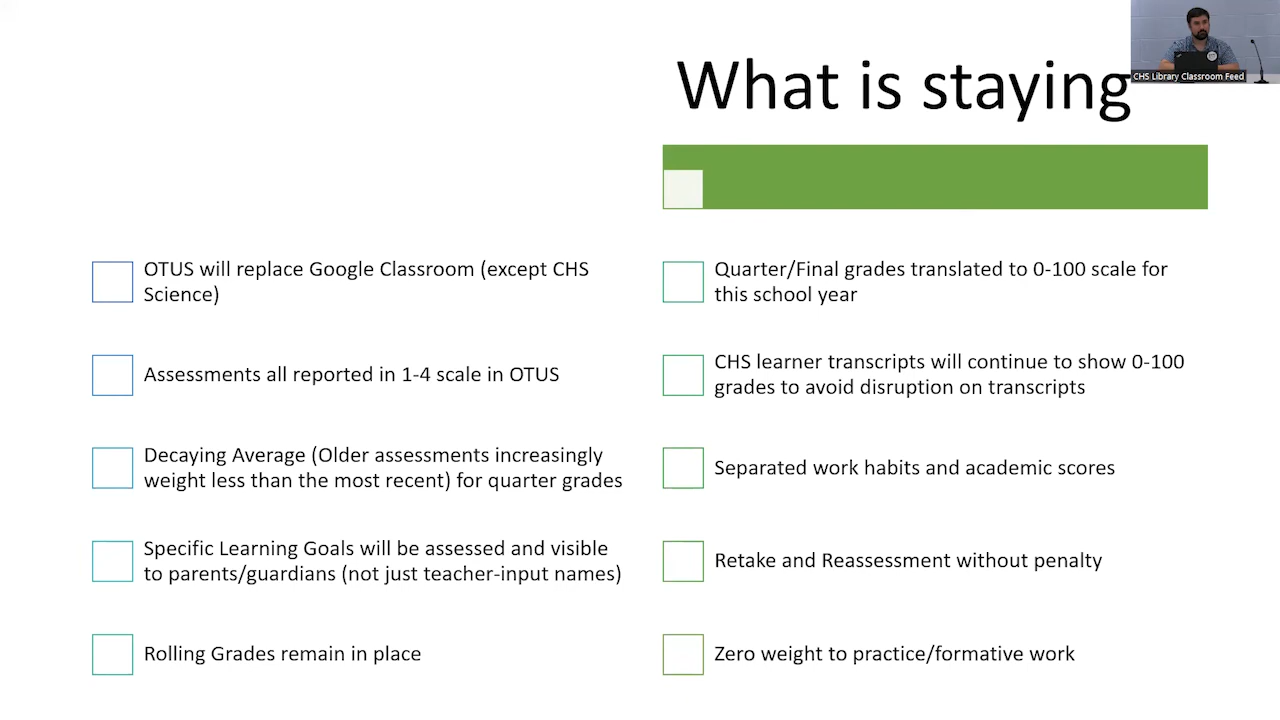 What is staying
CHS Library Classroom Feed
OTUS will replace Google Classroom (except CHS
Science)
Assessments all reported in 1-4 scale in OTUS
Decaying Average (Older assessments increasingly
weight less than the most recent) for quarter grades
Specific Learning Goals will be assessed and visible
to parents/guardians (not just teacher-input names)
Rolling Grades remain in place
Quarter/Final grades translated to 0-100 scale for
this school year
CHS learner transcripts will continue to show 0-100
grades to avoid disruption on transcripts
Separated work habits and academic scores
Retake and Reassessment without penalty
Zero weight to practice/formative work